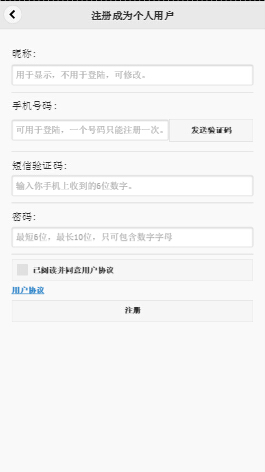 注册成为个人用户
昵称：
用于显示，不用于登陆，可修改。
手机号码：
可用于登陆，一个号码只能注册一次。
发送验证码
短信验证码：
输入你手机上收到的6位数字。
密码：
最短6位，最长10位，只可包含数字字母
已阅读并同意用户协议
用户协议
注册